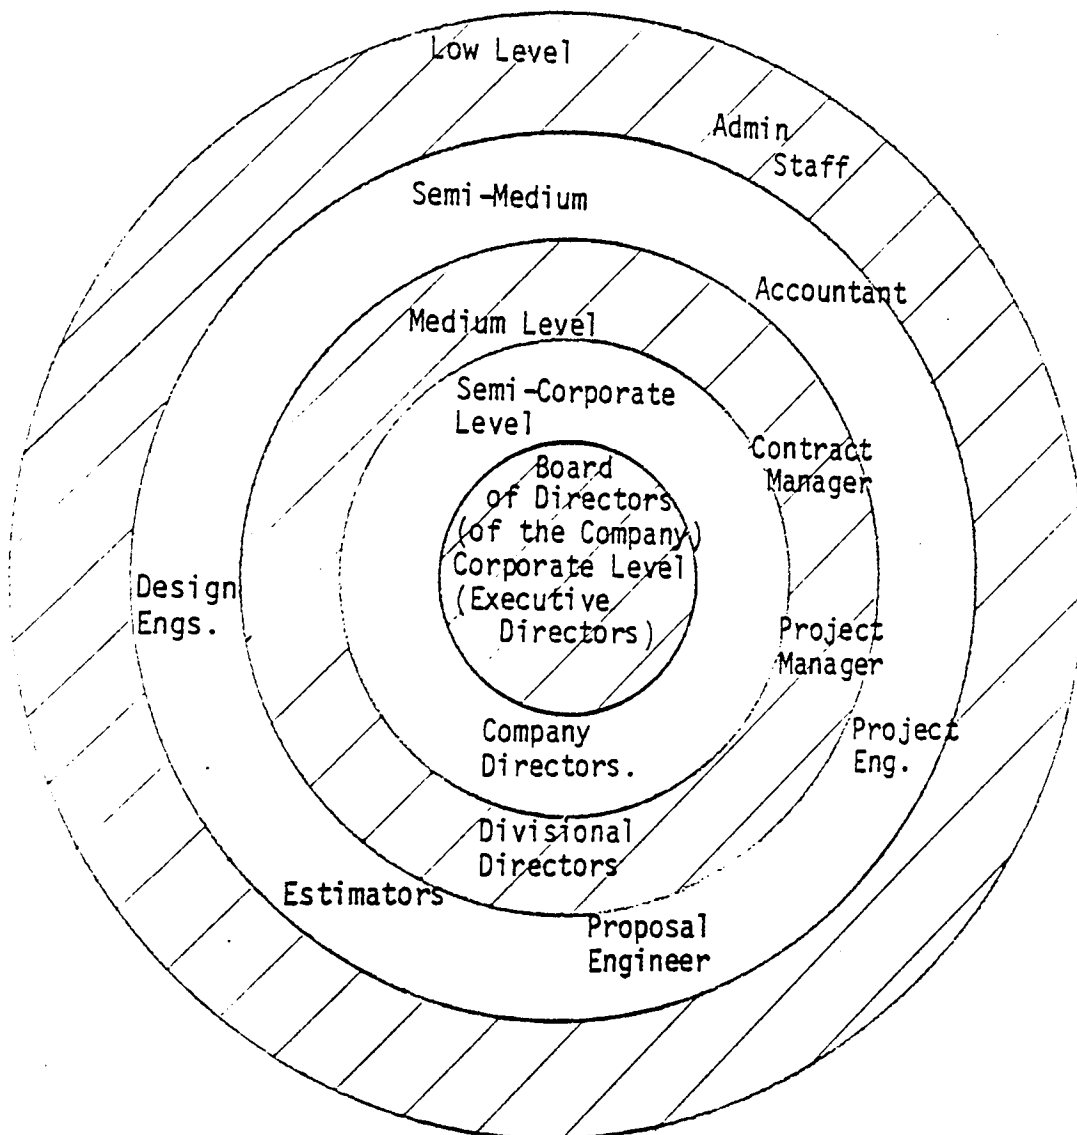 Low Level
Admin
Staff
Semi-Medium
Accountant
Medium Level
Semi-Corporate
Level
Contract
Manager
Board
of Directors
(of the Company)
Corporate Level
(Executive
Directors)
Design
Engs.
Project
Manager
Project
Eng.
Company
Directors.
Divisional
Directors
Estimators
Proposal
Engineer